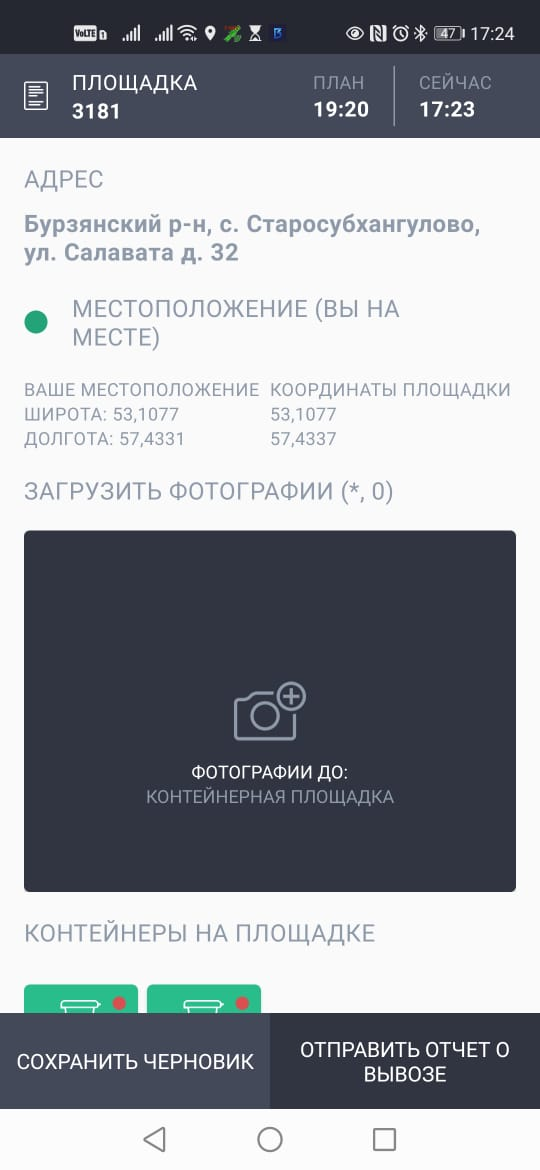 VoLTE 47 17:24
ПЛОЩАДКА ПЛАН СЕЙЧАС
3181 19:20 17:23
АДРЕС
Бурзянский р-н, с. Старосубхангулово,
ул. Салавата д. 32
МЕСТОПОЛОЖЕНИЕ (ВЫ НА
МЕСТЕ)
ВАШЕ МЕСТОПОЛОЖЕНИЕ КООРДИНАТЫ ПЛОЩАДКИ
ШИРОТА: 53,1077 53,1077
ДОЛГОТА: 57,4331 57,4337
ЗАГРУЗИТЬ ФОТОГРАФИИ (*, 0)
ФОТОГРАФИИ ДО:
КОНТЕЙНЕРНАЯ ПЛОЩАДКА
КОНТЕЙНЕРЫ НА ПЛОЩАДКЕ
СОХРАНИТЬ ЧЕРНОВИК
ОТПРАВИТЬ ОТЧЕТ О
ВЫВОЗЕ